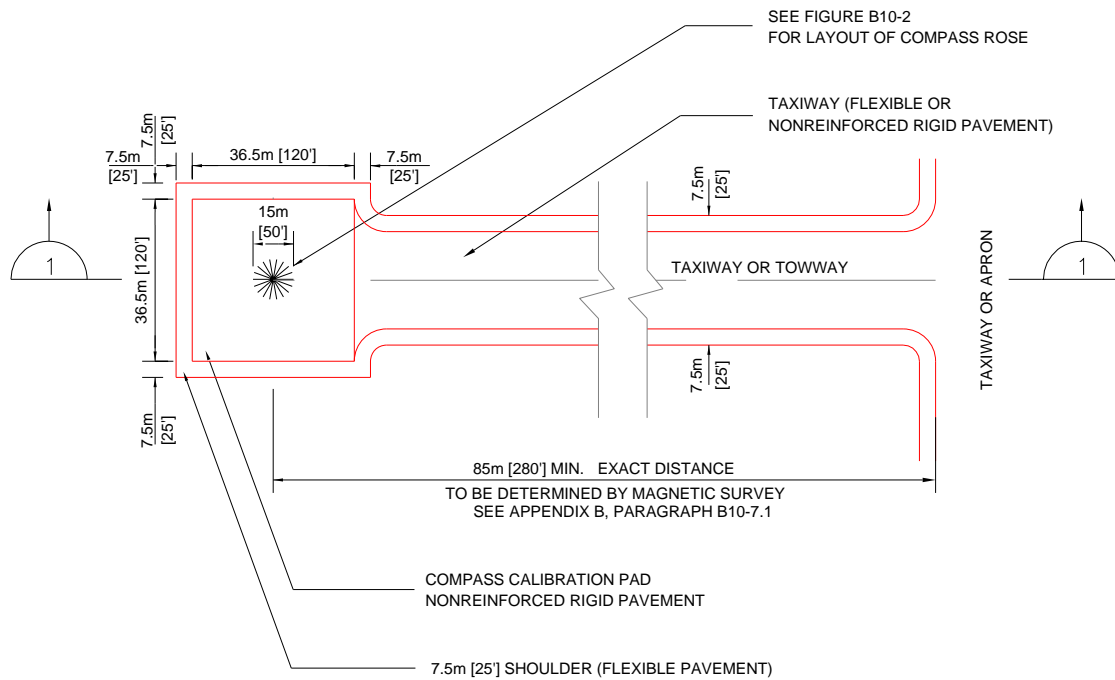 SEE FIGURE B10-2
FOR LAYOUT OF COMPASS ROSE
TAXIWAY (FLEXIBLE OR
NONREINFORCED RIGID PAVEMENT)
7.5m
[25']
7.5m
[25']
36.5m [120']
7.5m
[25']
15m
[50']
7.5m
[25']
1
36.5m [120']
TAXIWAY OR TOWWAY
1
TAXIWAY OR APRON
7.5m
[25']
7.5m
[25']
85m [280'] MIN. EXACT DISTANCE
TO BE DETERMINED BY MAGNETIC SURVEY
SEE APPENDIX B, PARAGRAPH B10-7.1
COMPASS CALIBRATION PAD
NONREINFORCED RIGID PAVEMENT
7.5m [25'] SHOULDER (FLEXIBLE PAVEMENT)